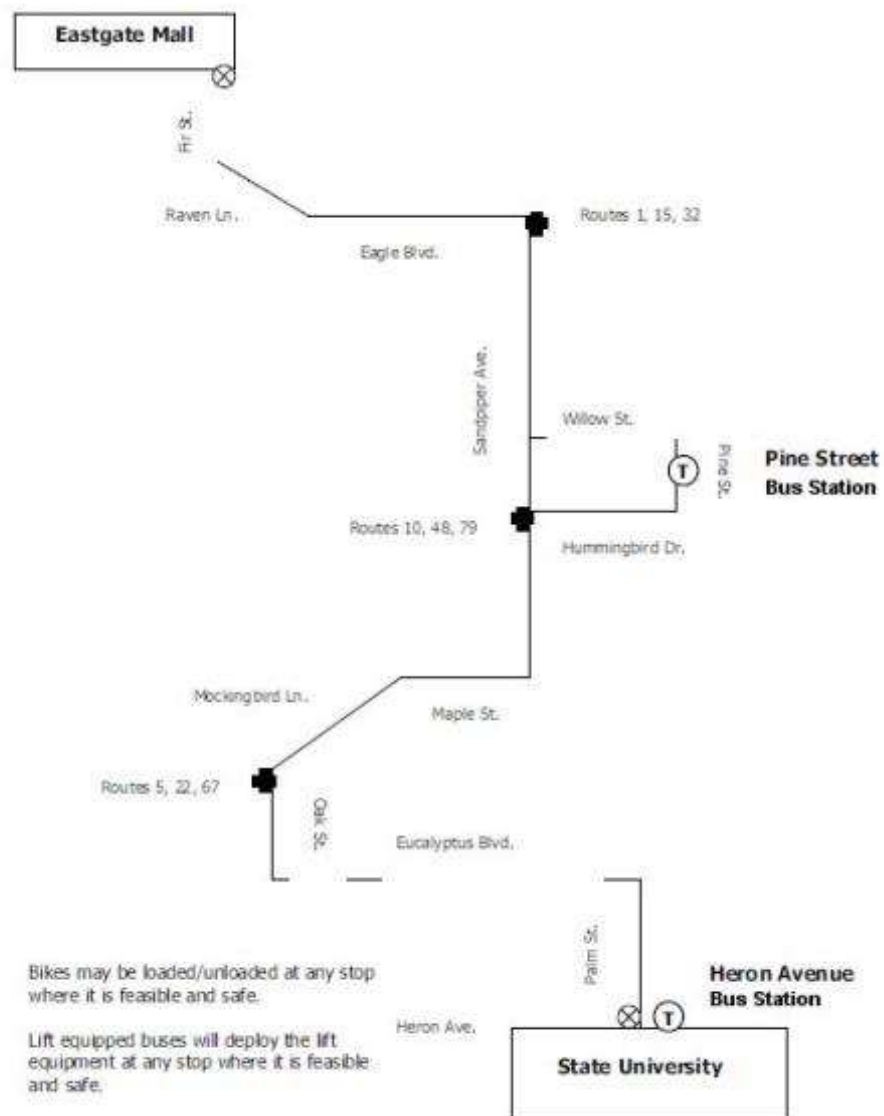 Eastgate Mall
Fir St.
Raven Ln.
Routes 1, 15, 32
Eagle Blvd.
Sandpiper Ave.
Willow St.
Pine St.
T
Pine Street
Bus Station
Routes 10, 48, 79
Hummingbird Dr.
Mockingbird Ln.
Maple St.
Routes 5, 22, 67
Oak St.
Eucalyptus Blvd.
Palm St.
Bikes may be loaded/unloaded at any stop
where it is feasible and safe.
Heron Avenue
Bus Station
T
Heron Ave.
Lift equipped buses will deploy the lift
equipment at any stop where it is feasible
and safe.
State University